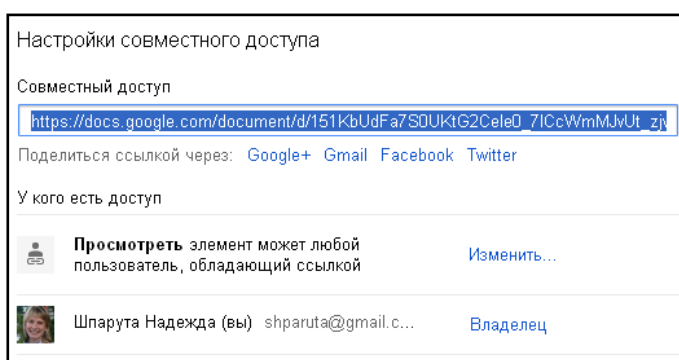 Настройки совместного доступа
Совместный доступ
https://docs.google.com/document/d/151KbUdFa7S0UKtG2Cele0_7ICcWmMJvUt_zjv
Поделиться ссылкой через: Google+ Gmail Facebook Twitter
У кого есть доступ
Просмотреть элемент может любой
пользователь, обладающий ссылкой
Изменить...
Шпарута Надежда (вы) shparuta@gmail.c... Владелец